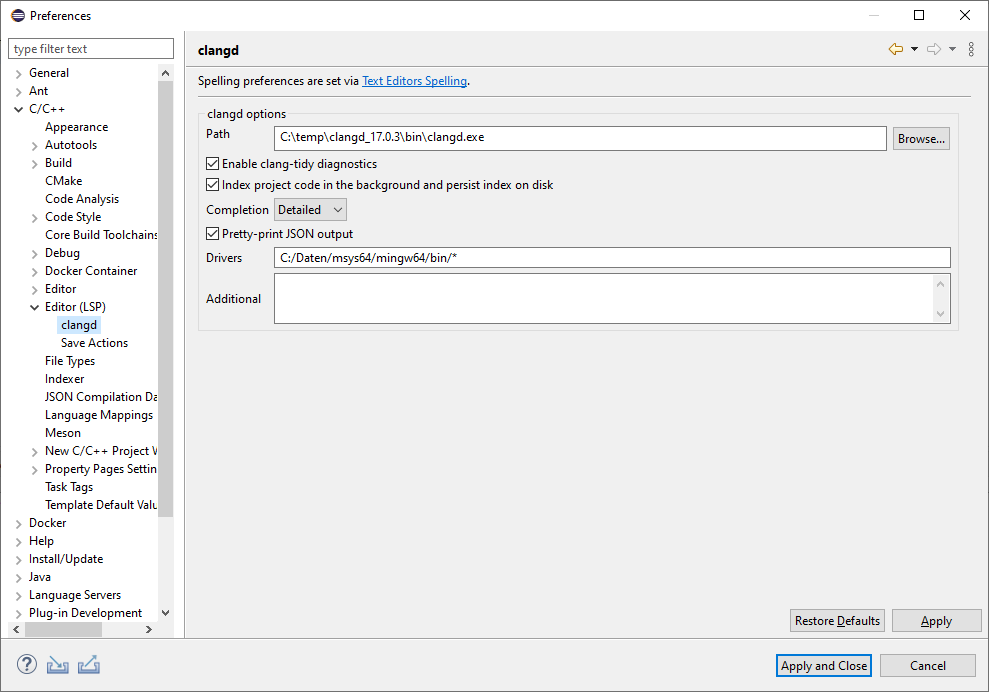 Preferences
type filter text
General
Ant
C/C++
Appearance
Autotools
Build
CMake
Code Analysis
Code Style
Core Build Toolchains
Debug
Docker Container
Editor
Editor (LSP)
clangd
Save Actions
File Types
Indexer
JSON Compilation Da
Language Mappings
Meson
New C/C++ Project W
Property Pages Settin
Task Tags
Template Default Valu
Docker
Help
Install/Update
Java
Language Servers
Plug-in Development
clangd
Spelling preferences are set via Text Editors Spelling.
clangd options
Path C:\temp\clangd_17.0.3\bin\clangd.exe Browse...
Enable clang-tidy diagnostics
Index project code in the background and persist index on disk
Completion Detailed
Pretty-print JSON output
Drivers C:/Daten/msys64/mingw64/bin/*
Additional
Restore Defaults Apply
Apply and Close Cancel